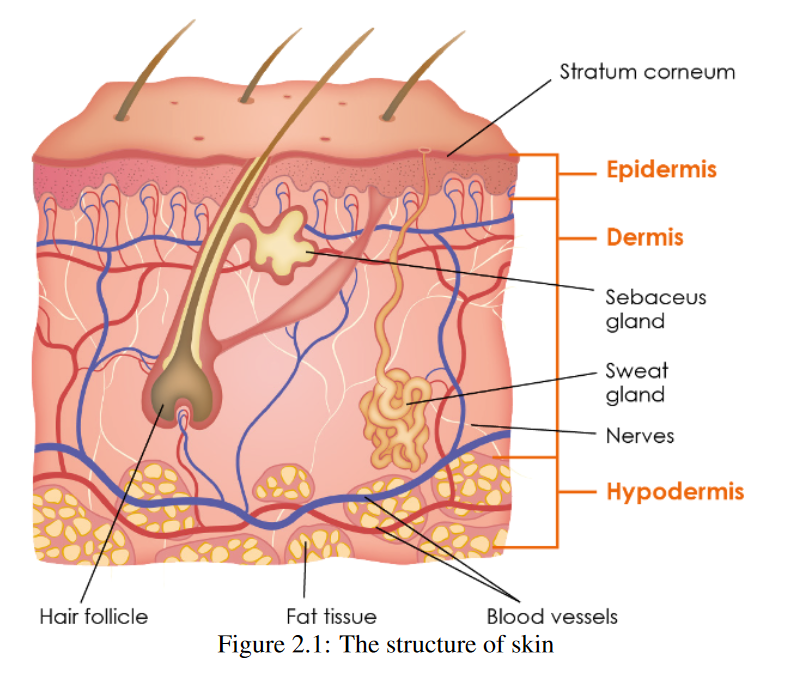 Stratum corneum
Epidermis
Dermis
Sebaceus
gland
Sweat
gland
Nerves
Hypodermis
Hair follicle
Fat tissue
Blood vessels
Figure 2.1: The structure of skin